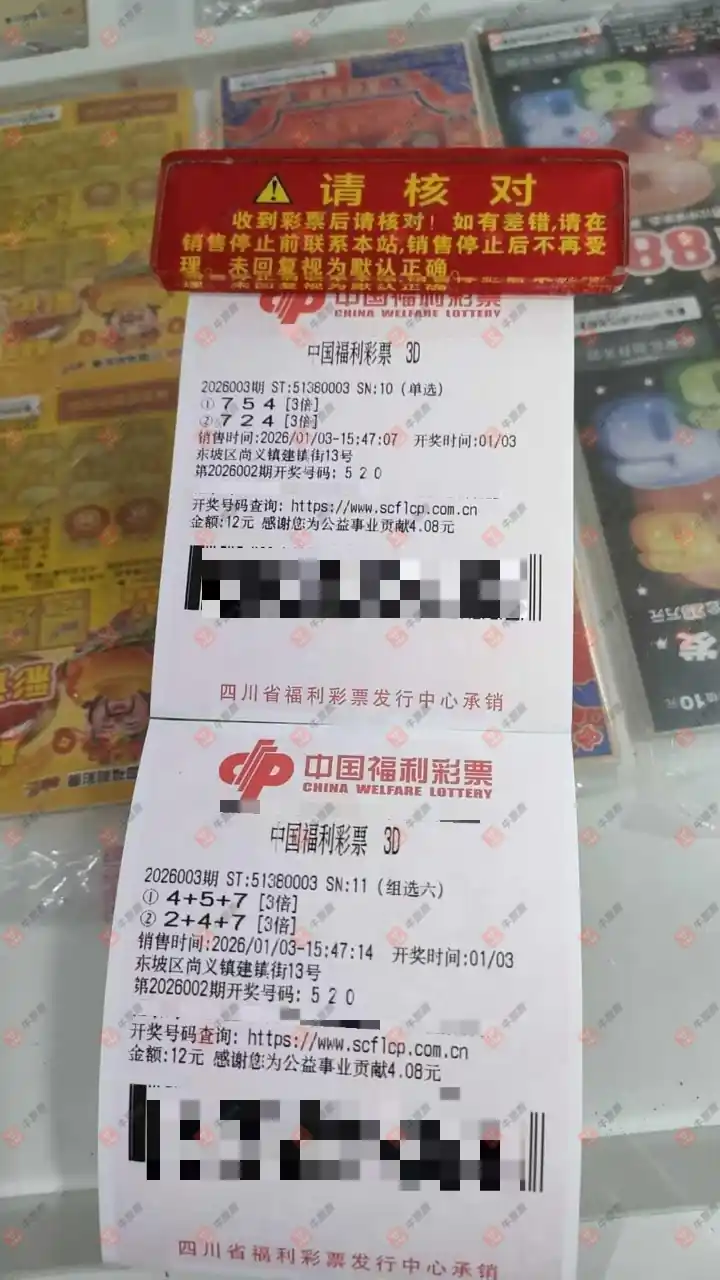 请核对
收到彩票后请核对！如有差错,请在
销售停止前联系本站,销售停止后不再受
理。未回复视为默认正确
中国福利彩票
CHINA WELFARE LOTTERY
中国福利彩票 3D
2026003期 ST:51380003 SN:10 (单选)
① 7 5 4 [3倍]
② 7 2 4 [3倍]
销售时间:2026/01/03-15:47:07 开奖时间:01/03
东坡区尚义镇建镇街13号
第2026002期开奖号码: 5 2 0
开奖号码查询: https://www.scflcp.com.cn
金额:12元 感谢您为公益事业贡献4.08元
四川省福利彩票发行中心承销
中国福利彩票
CHINA WELFARE LOTTERY
中国福利彩票 3D
2026003期 ST:51380003 SN:11 (组选六)
① 4+5+7 [3倍]
② 2+4+7 [3倍]
销售时间:2026/01/03-15:47:14 开奖时间:01/03
东坡区尚义镇建镇街13号
第2026002期开奖号码: 5 2 0
开奖号码查询: https://www.scflcp.com.cn
金额:12元 感谢您为公益事业贡献4.08元
四川省福利彩票发行中心承销